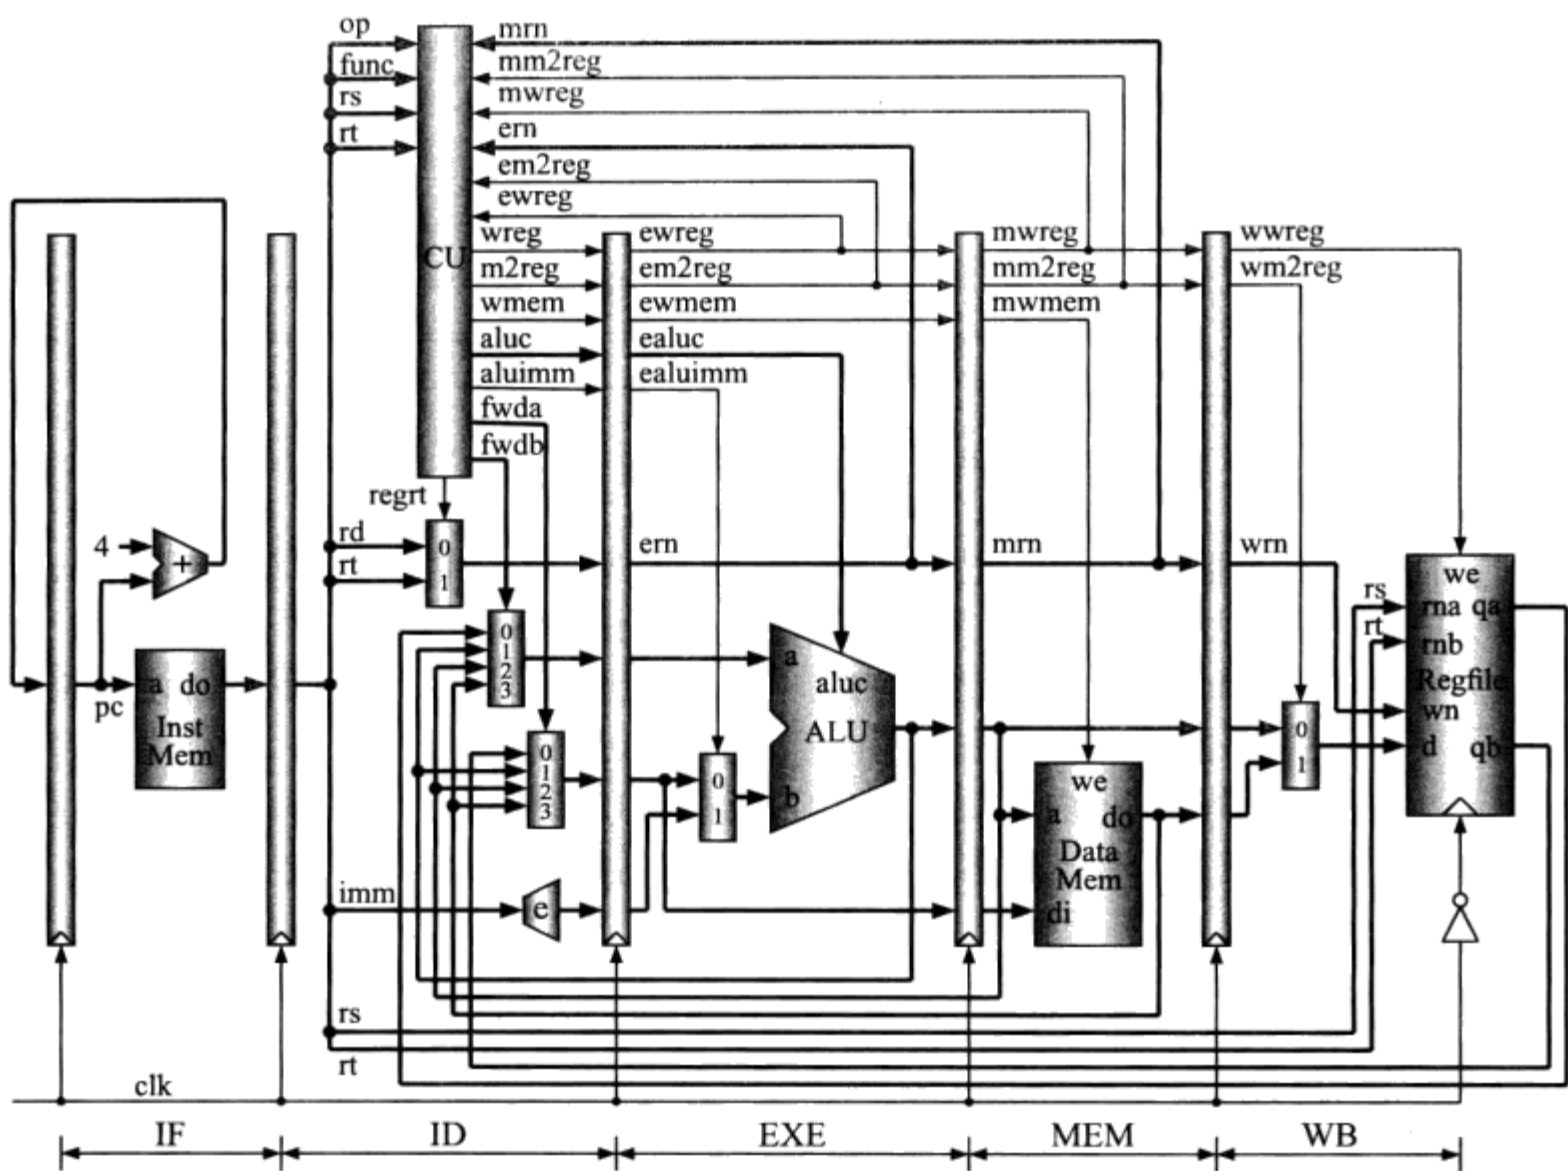 op
mrn
func
mm2reg
rs
mwreg
rt
ern
em2reg
ewreg
wreg
ewreg
mwreg
wwreg
CU
m2reg
em2reg
mm2reg
wm2reg
wmem
ewmem
mwmem
aluc
ealuc
aluimm
ealuimm
fwda
fwdb
regrt
rd
0
ern
mrn
wrn
4
+
rt
1
we
rs
rna qa
0
1
2
3
rt
rnb
a
a do
aluc
Regfile
pc
wn
Inst
Mem
ALU
0
1
2
3
0
1
d qb
0
1
b
we
a do
Data
Mem
imm
e
di
rs
rt
clk
IF
ID
EXE
MEM
WB